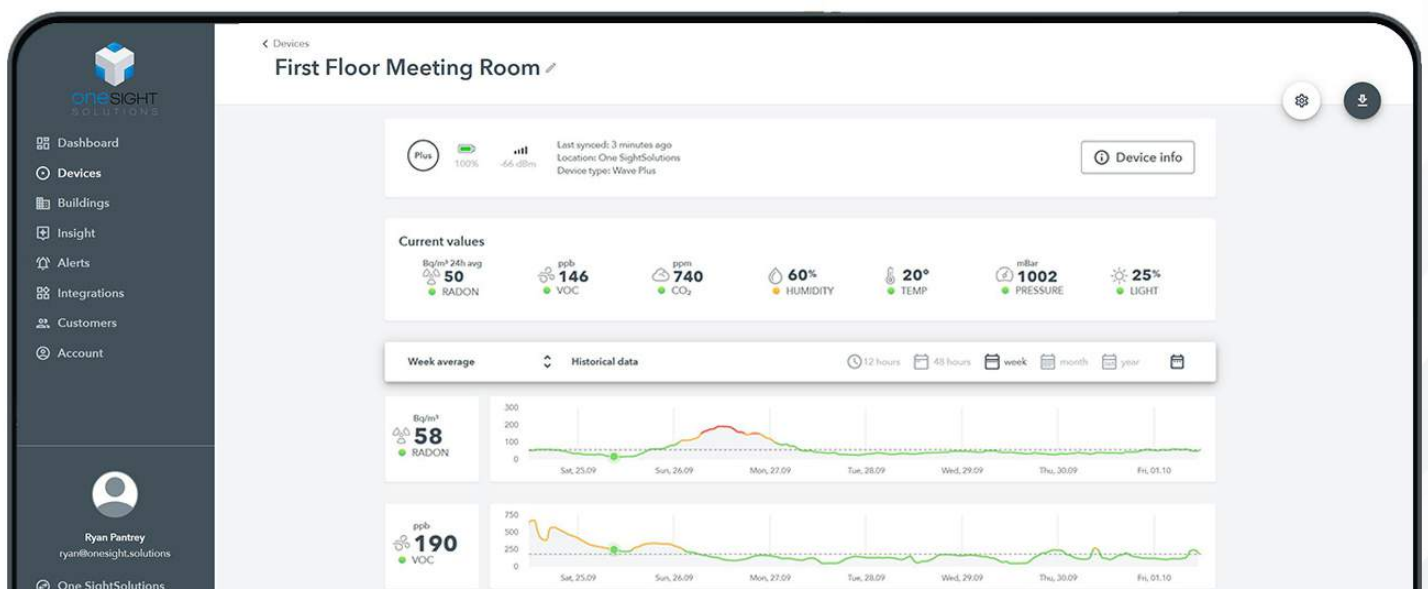 onesIGHT
SOLUTIONS
Dashboard
Devices
Buildings
Insight
Alerts
Integrations
Customers
Account
Ryan Pantrey
ryan@onesight.solutions
One SightSolutions
Devices
First Floor Meeting Room
Plus
100%
-66 dBm
Last synced: 3 minutes ago
Location: One SightSolutions
Device type: Wave Plus
Device info
Current values
Bq/m³ 24h avg
50
RADON
ppb
146
VOC
ppm
740
CO₂
60%
HUMIDITY
20°
TEMP
mBar
1002
PRESSURE
25%
LIGHT
Week average
Historical data
12 hours
48 hours
week
month
year
Bq/m³
58
RADON
300
200
100
0
Sat, 25.09
Sun, 26.09
Mon, 27.09
Tue, 28.09
Wed, 29.09
Thu, 30.09
Fri, 01.10
ppb
190
VOC
750
500
250
0
Sat, 25.09
Sun, 26.09
Mon, 27.09
Tue, 28.09
Wed, 29.09
Thu, 30.09
Fri, 01.10